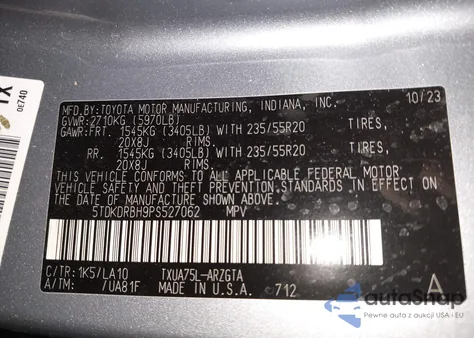 TX
0E740
MFD. BY: TOYOTA MOTOR MANUFACTURING, INDIANA, INC. 10/23
GVWR: 2710KG (5970LB)
GAWR: FRT. 1545KG (3405LB) WITH 235/55R20 TIRES,
20X8J RIMS
RR. 1545KG (3405LB) WITH 235/55R20 TIRES,
20X8J RIMS
THIS VEHICLE CONFORMS TO ALL APPLICABLE FEDERAL MOTOR
VEHICLE SAFETY AND THEFT PREVENTION STANDARDS IN EFFECT
ON THE DATE OF MANUFACTURE SHOWN ABOVE.
5TDKDRBH9PS527062 MPV
C/TR: 1K5/LA10 TXUA75L-ARZGTA A
A/TM: /UA81F MADE IN U.S.A. 712
autoSnap
Pewne auta z USA i EU